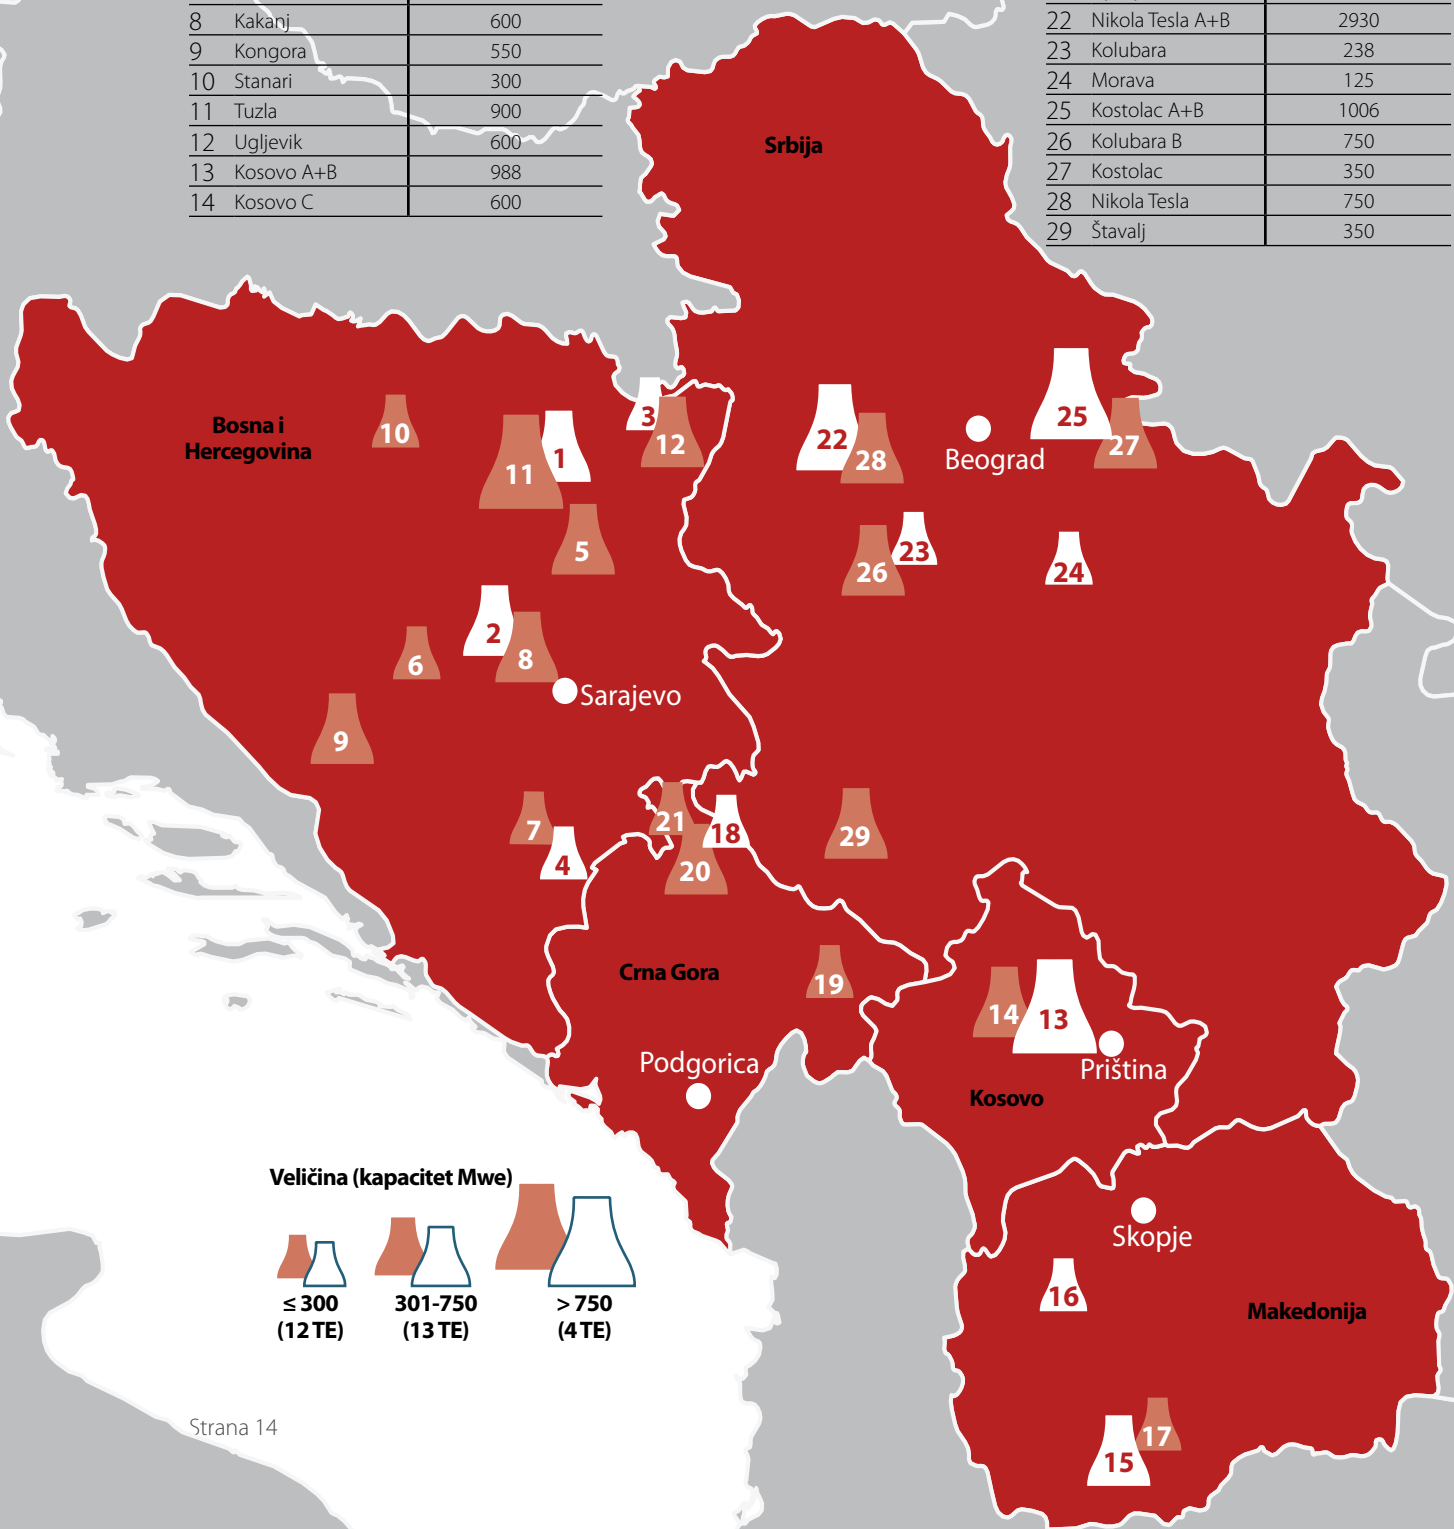 8 Kakanj 600
9 Kongora 550
10 Stanari 300
11 Tuzla 900
12 Ugljevik 600
13 Kosovo A+B 988
14 Kosovo C 600
22 Nikola Tesla A+B 2930
23 Kolubara 238
24 Morava 125
25 Kostolac A+B 1006
26 Kolubara B 750
27 Kostolac 350
28 Nikola Tesla 750
29 Štavalj 350
Srbija
Bosna i
Hercegovina
10
11
1
3
12
22
28
Beograd
25
27
5
26
23
24
2
8
6
Sarajevo
9
7
4
21
18
20
29
Crna Gora
19
14
13
Priština
Podgorica
Kosovo
Skopje
16
Makedonija
17
15
Veličina (kapacitet Mwe)
≤ 300
(12 TE)
301-750
(13 TE)
> 750
(4 TE)
Strana 14